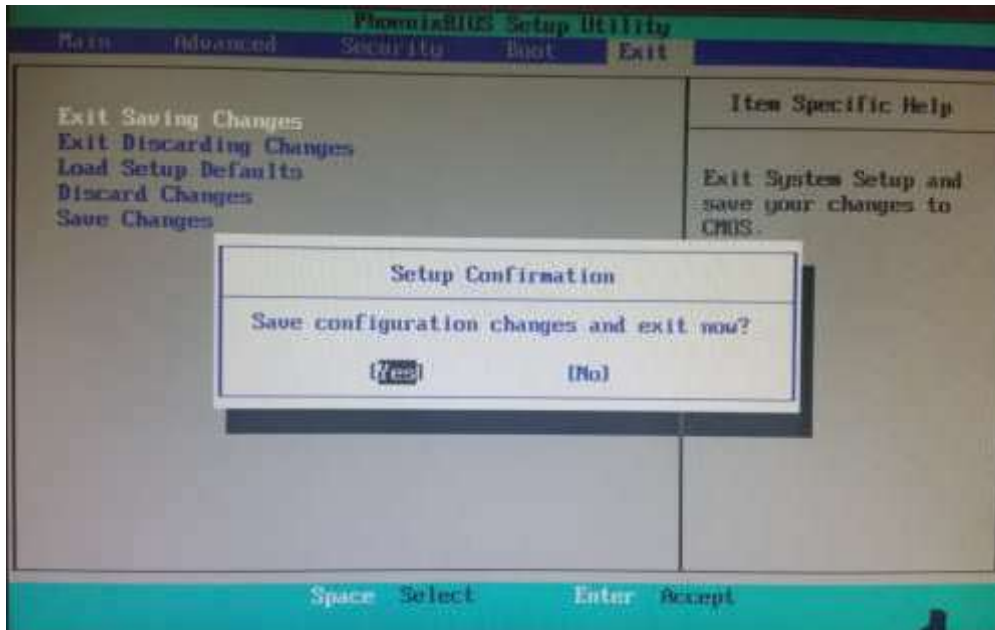 PhoenixBIOS Setup Utility
Main Advanced Security Boot Exit
Exit Saving Changes
Exit Discarding Changes
Load Setup Defaults
Discard Changes
Save Changes
Item Specific Help
Exit System Setup and
save your changes to
CMOS.
Setup Confirmation
Save configuration changes and exit now?
[Yes] [No]
Space Select Enter Accept